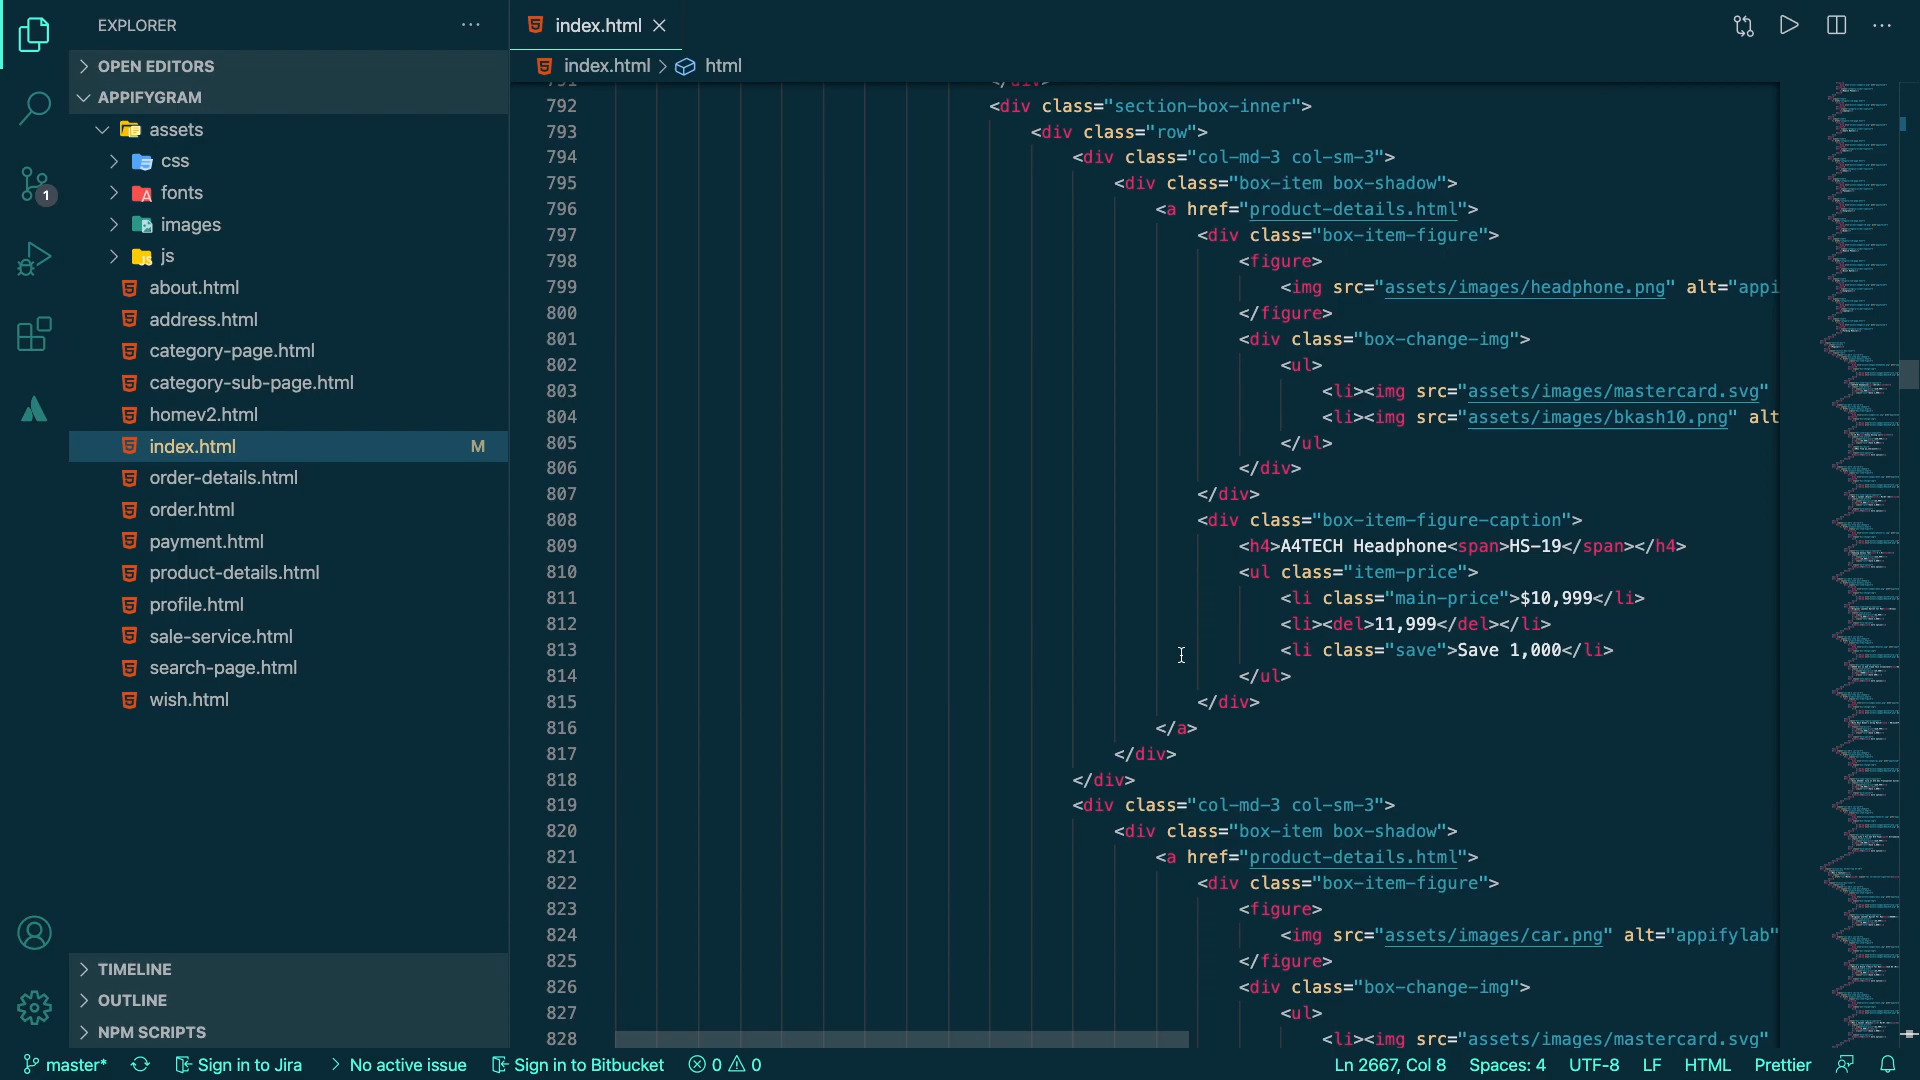 EXPLORER
OPEN EDITORS
APPIFYGRAM
assets
css
fonts
images
js
about.html
address.html
category-page.html
category-sub-page.html
homev2.html
index.html M
order-details.html
order.html
payment.html
product-details.html
profile.html
sale-service.html
search-page.html
wish.html
TIMELINE
OUTLINE
NPM SCRIPTS
1
index.html
index.html > html
792 <div class="section-box-inner">
793 <div class="row">
794 <div class="col-md-3 col-sm-3">
795 <div class="box-item box-shadow">
796 <a href="product-details.html">
797 <div class="box-item-figure">
798 <figure>
799 <img src="assets/images/headphone.png" alt="appi
800 </figure>
801 <div class="box-change-img">
802 <ul>
803 <li><img src="assets/images/mastercard.svg"
804 <li><img src="assets/images/bkash10.png" alt
805 </ul>
806 </div>
807 </div>
808 <div class="box-item-figure-caption">
809 <h4>A4TECH Headphone<span>HS-19</span></h4>
810 <ul class="item-price">
811 <li class="main-price">$10,999</li>
812 <li><del>11,999</del></li>
813 <li class="save">Save 1,000</li>
814 </ul>
815 </div>
816 </a>
817 </div>
818 </div>
819 <div class="col-md-3 col-sm-3">
820 <div class="box-item box-shadow">
821 <a href="product-details.html">
822 <div class="box-item-figure">
823 <figure>
824 <img src="assets/images/car.png" alt="appifylab"
825 </figure>
826 <div class="box-change-img">
827 <ul>
828 <li><img src="assets/images/mastercard.svg"
master* Sign in to Jira No active issue Sign in to Bitbucket 0 0 Ln 2667, Col 8 Spaces: 4 UTF-8 LF HTML Prettier